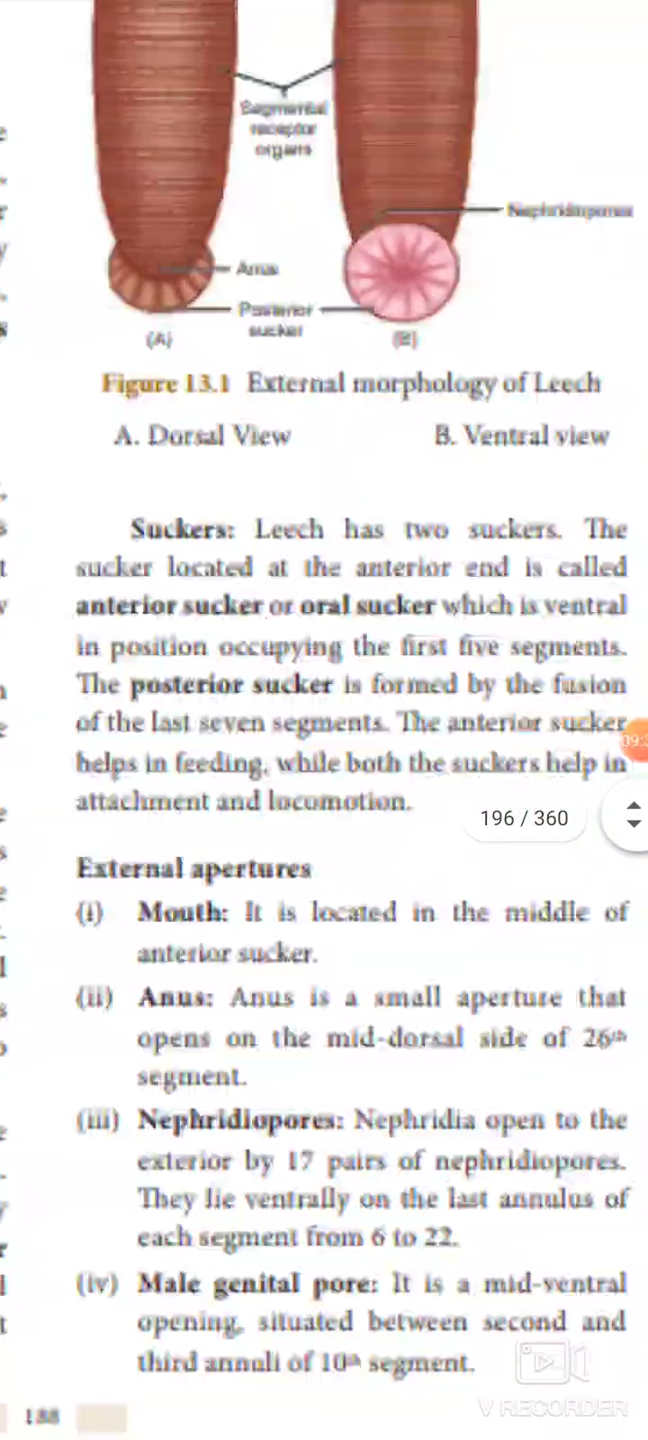 Segmental
receptor
organs
Nephridiopores
Anus
Posterior
sucker
(A)
(B)
Figure 13.1 External morphology of Leech
A. Dorsal View
B. Ventral view
Suckers: Leech has two suckers. The
sucker located at the anterior end is called
anterior sucker or oral sucker which is ventral
in position occupying the first five segments.
The posterior sucker is formed by the fusion
of the last seven segments. The anterior sucker
helps in feeding, while both the suckers help in
attachment and locomotion.
196 / 360
External apertures
(i) Mouth: It is located in the middle of
anterior sucker.
(ii) Anus: Anus is a small aperture that
opens on the mid-dorsal side of 26th
segment.
(iii) Nephridiopores: Nephridia open to the
exterior by 17 pairs of nephridiopores.
They lie ventrally on the last annulus of
each segment from 6 to 22.
(iv) Male genital pore: It is a mid-ventral
opening, situated between second and
third annuli of 10th segment.
188
V RECORDER